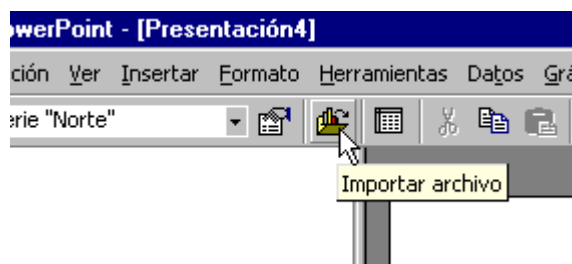 owerPoint - [Presentación4]
ción Ver Insertar Formato Herramientas Datos Grá
erie "Norte"
Importar archivo